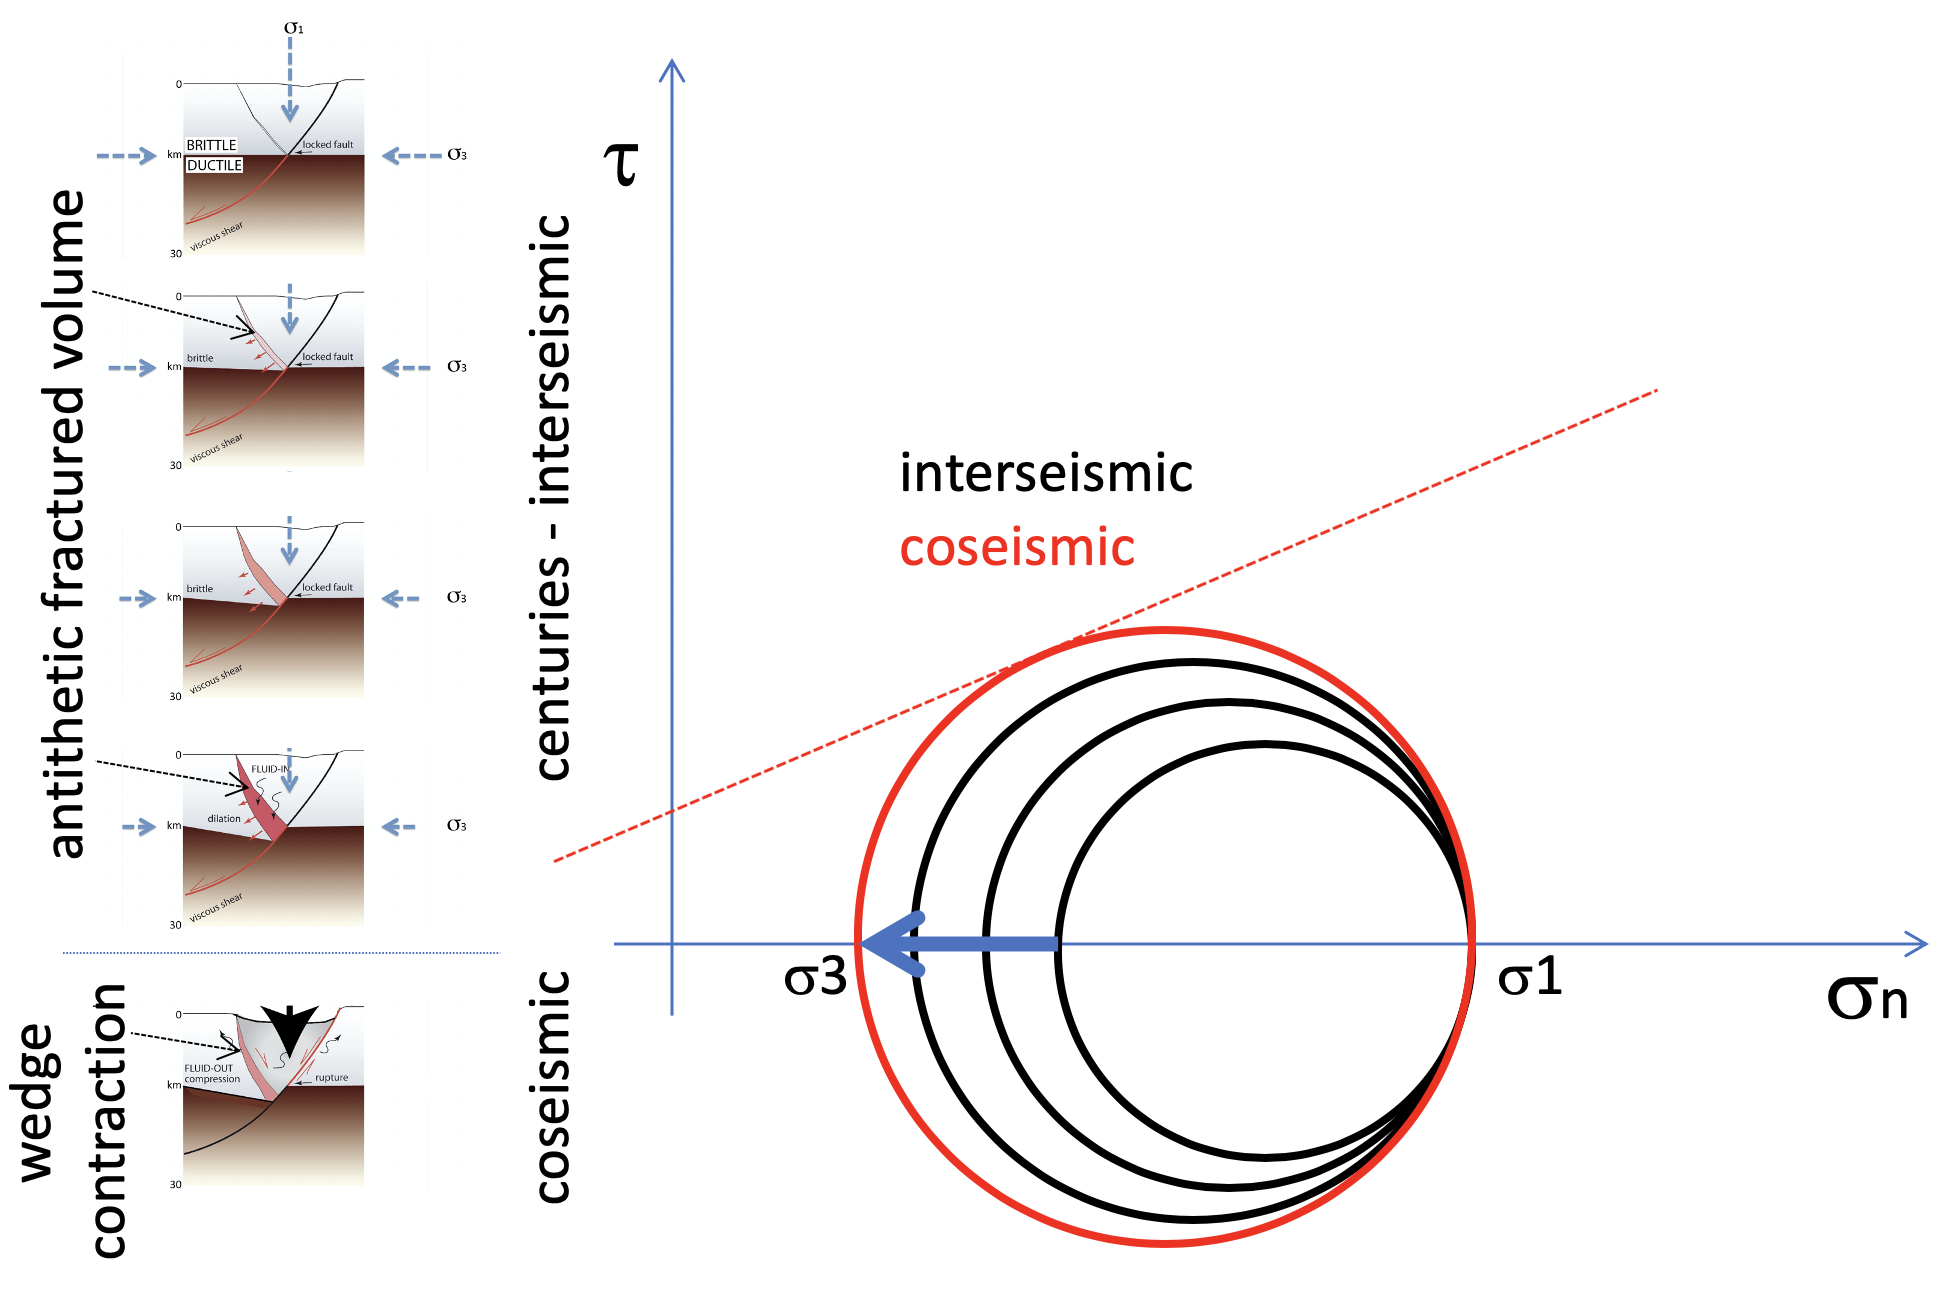 σ1
0
BRITTLE
km
DUCTILE
locked fault
σ3
viscous shear
30
0
brittle
km
locked fault
σ3
viscous shear
30
0
brittle
km
locked fault
σ3
viscous shear
30
0
FLUID-IN
dilation
km
σ3
viscous shear
30
0
FLUID-OUT
compression
km
rupture
30
antithetic fractured volume
wedge
contraction
centuries - interseismic
coseismic
τ
interseismic
coseismic
σ3
σ1
σn